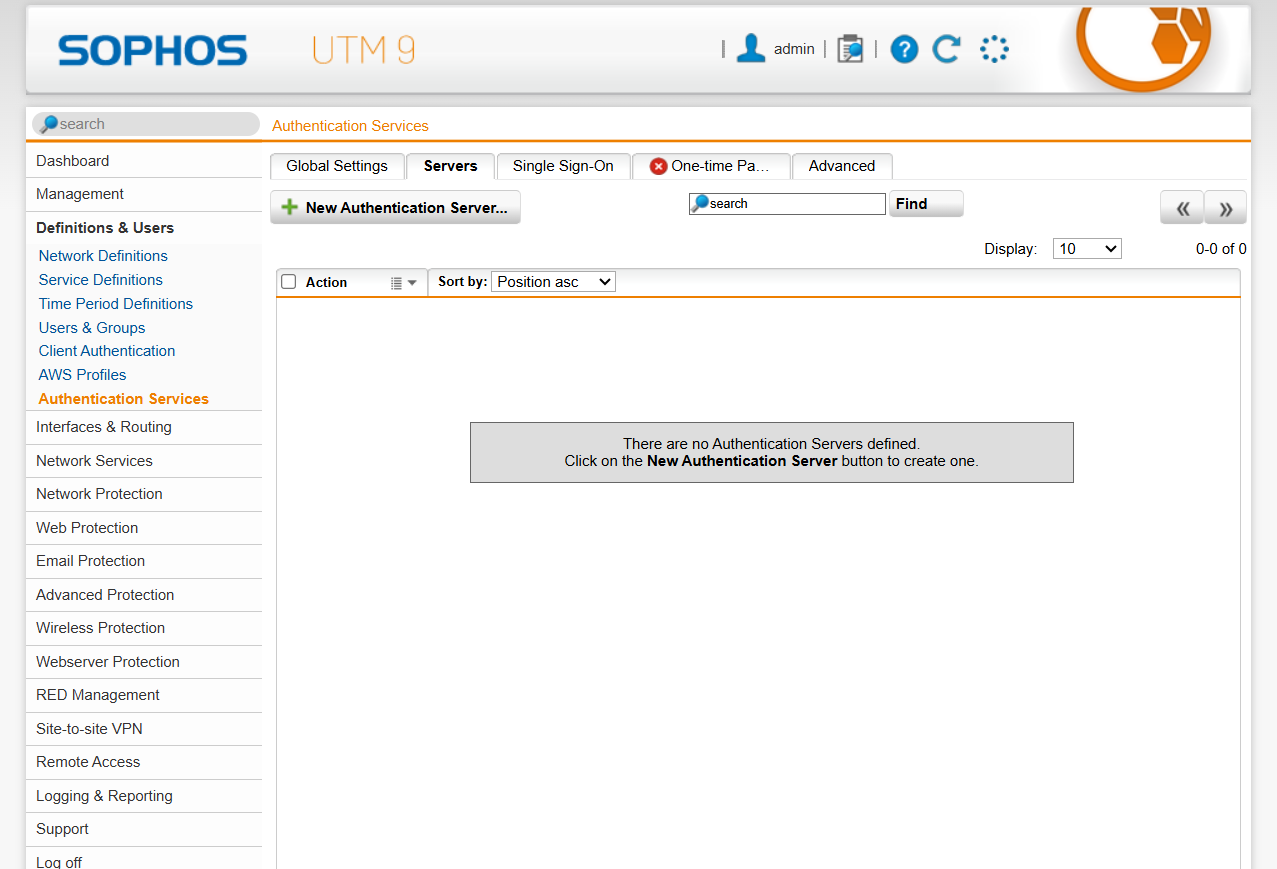 SOPHOS UTM 9
| admin | |
search
Authentication Services
Dashboard
Management
Definitions & Users
Network Definitions
Service Definitions
Time Period Definitions
Users & Groups
Client Authentication
AWS Profiles
Authentication Services
Interfaces & Routing
Network Services
Network Protection
Web Protection
Email Protection
Advanced Protection
Wireless Protection
Webserver Protection
RED Management
Site-to-site VPN
Remote Access
Logging & Reporting
Support
Log off
Global Settings Servers Single Sign-On One-time Pa... Advanced
New Authentication Server... search Find
Display: 10 0-0 of 0
Action Sort by: Position asc
There are no Authentication Servers defined.
Click on the New Authentication Server button to create one.